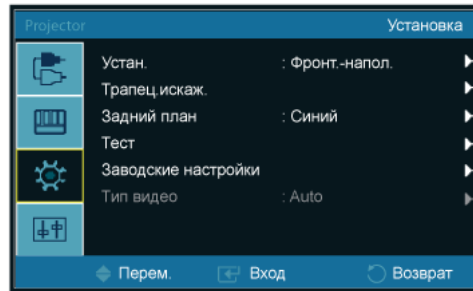 Projector Установка
Устан. : Фронт.-напол.
Трапец.искаж.
Задний план : Синий
Тест
Заводские настройки
Тип видео : Auto
Перем. Вход Возврат